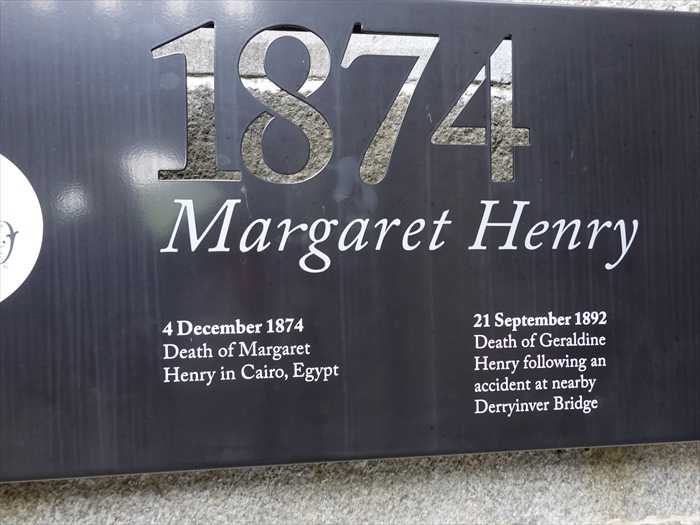 1874
Margaret Henry
4 December 1874
Death of Margaret
Henry in Cairo, Egypt
21 September 1892
Death of Geraldine
Henry following an
accident at nearby
Derryinver Bridge